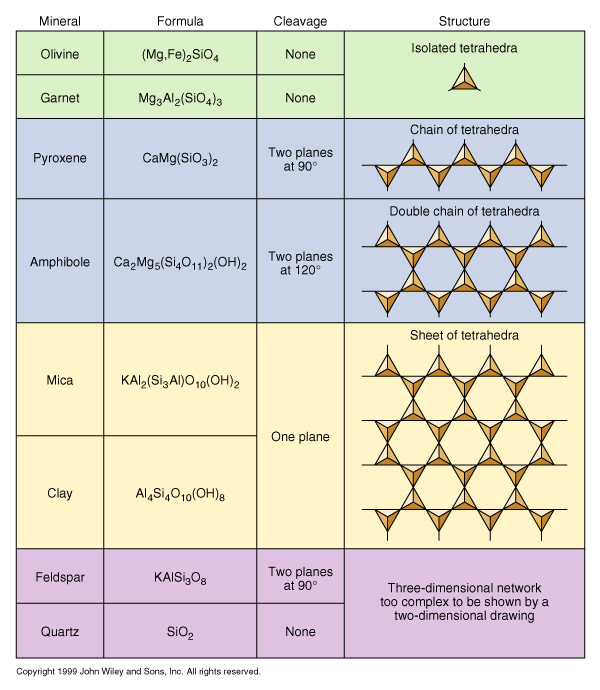 Mineral Formula Cleavage Structure
Olivine (Mg,Fe)₂SiO₄ None Isolated tetrahedra
Garnet Mg₃Al₂(SiO₄)₃ None
Pyroxene CaMg(SiO₃)₂ Two planes
at 90° Chain of tetrahedra
Amphibole Ca₂Mg₅(Si₄O₁₁)₂(OH)₂ Two planes
at 120° Double chain of tetrahedra
Mica KAl₂(Si₃Al)O₁₀(OH)₂ One plane Sheet of tetrahedra
Clay Al₄Si₄O₁₀(OH)₈
Feldspar KAlSi₃O₈ Two planes
at 90° Three-dimensional network
too complex to be shown by a
two-dimensional drawing
Quartz SiO₂ None
Copyright 1999 John Wiley and Sons, Inc. All rights reserved.